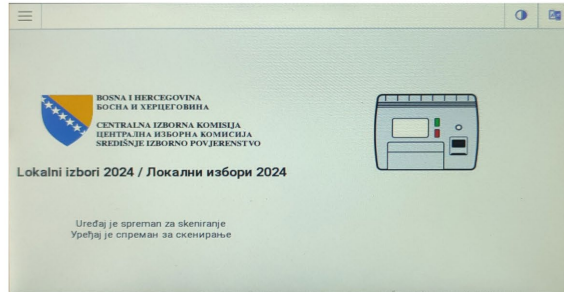 BOSNA I HERCEGOVINA
БОСНА И ХЕРЦЕГОВИНА
CENTRALNA IZBORNA KOMISIJA
ЦЕНТРАЛНА ИЗБОРНА КОМИСИЈА
SREDIŠNJE IZBORNO POVJERENSTVO
Lokalni izbori 2024 / Локални избори 2024
Uređaj je spreman za skeniranje
Уређај је спреман за скенирање